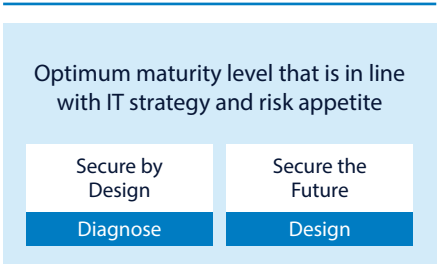 Optimum maturity level that is in line
with IT strategy and risk appetite
Secure by
Design
Diagnose
Secure the
Future
Design